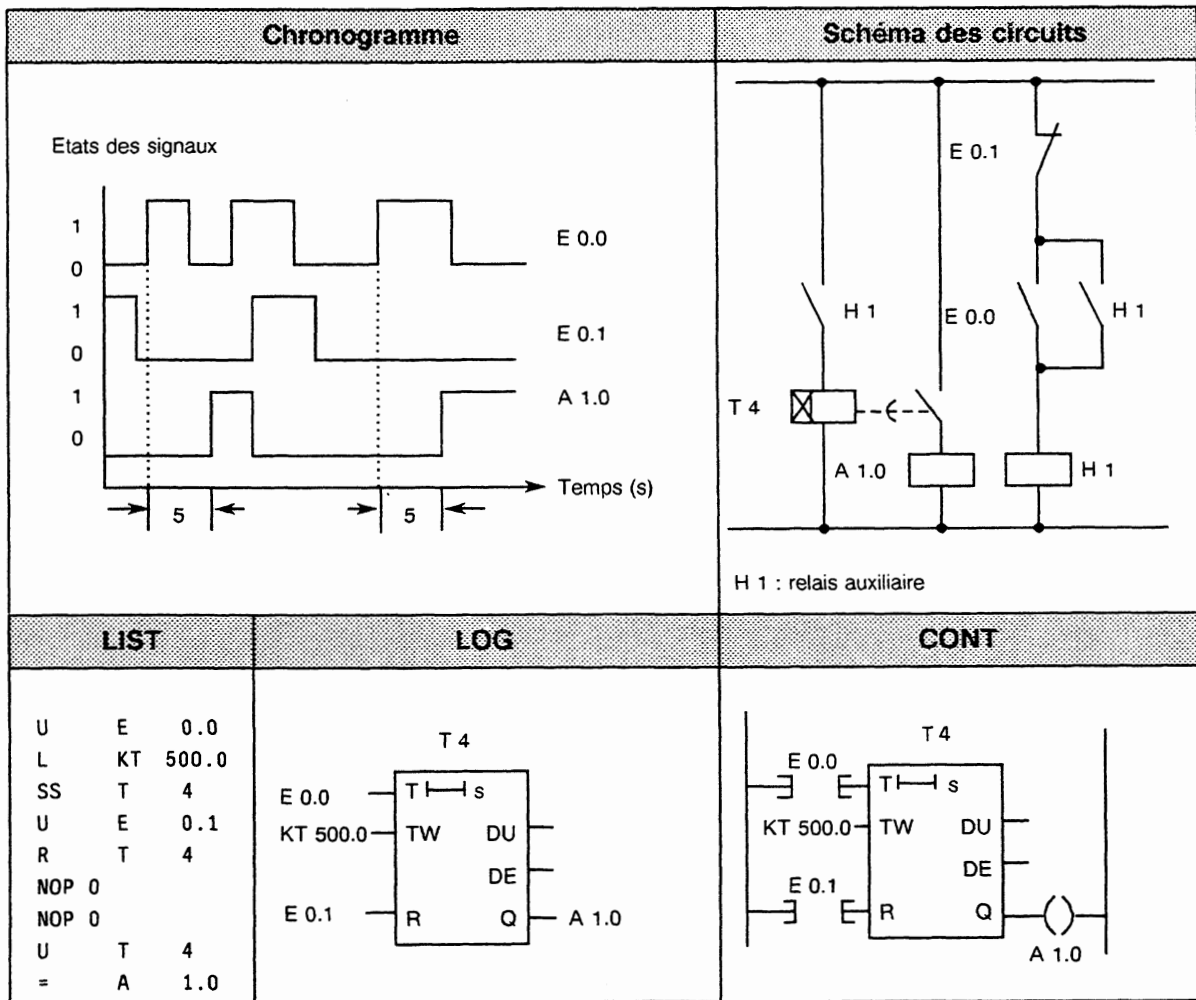 Chronogramme
Schéma des circuits
Etats des signaux
1
0
E 0.0
1
0
E 0.1
1
0
A 1.0
Temps (s)
5
5
E 0.1
H 1
E 0.0
H 1
T 4
A 1.0
H 1
H 1 : relais auxiliaire
LIST
LOG
CONT
U E 0.0
L KT 500.0
SS T 4
U E 0.1
R T 4
NOP 0
NOP 0
U T 4
= A 1.0
T 4
E 0.0
T s
KT 500.0
TW DU
DE
E 0.1
R Q
A 1.0
T 4
E 0.0
T s
KT 500.0
TW DU
DE
E 0.1
R Q
A 1.0